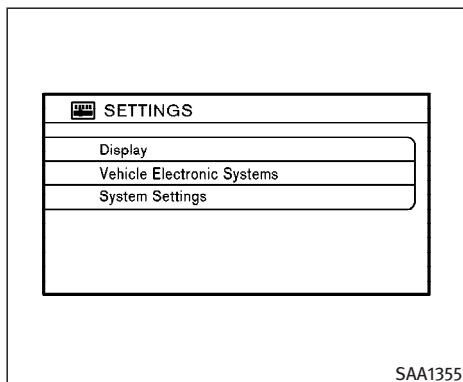 SETTINGS
Display
Vehicle Electronic Systems
System Settings
SAA1355